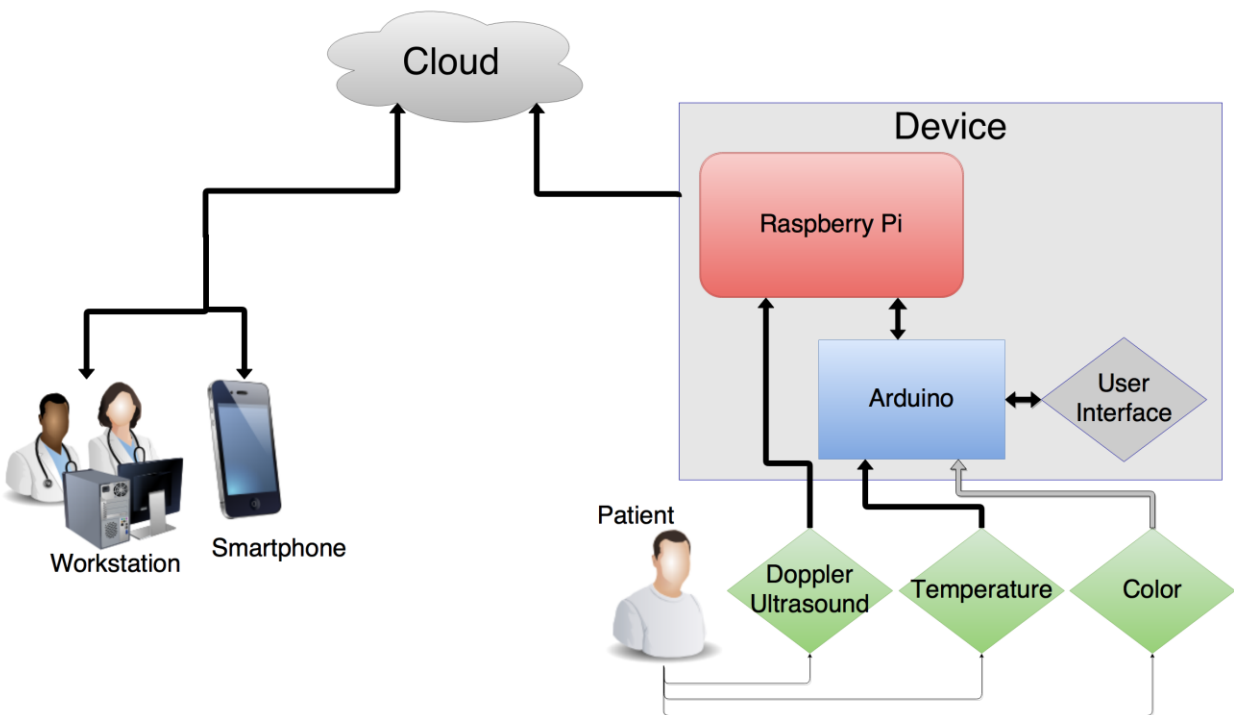 Cloud
Device
Raspberry Pi
Arduino
User
Interface
Patient
Workstation
Smartphone
Doppler
Ultrasound
Temperature
Color